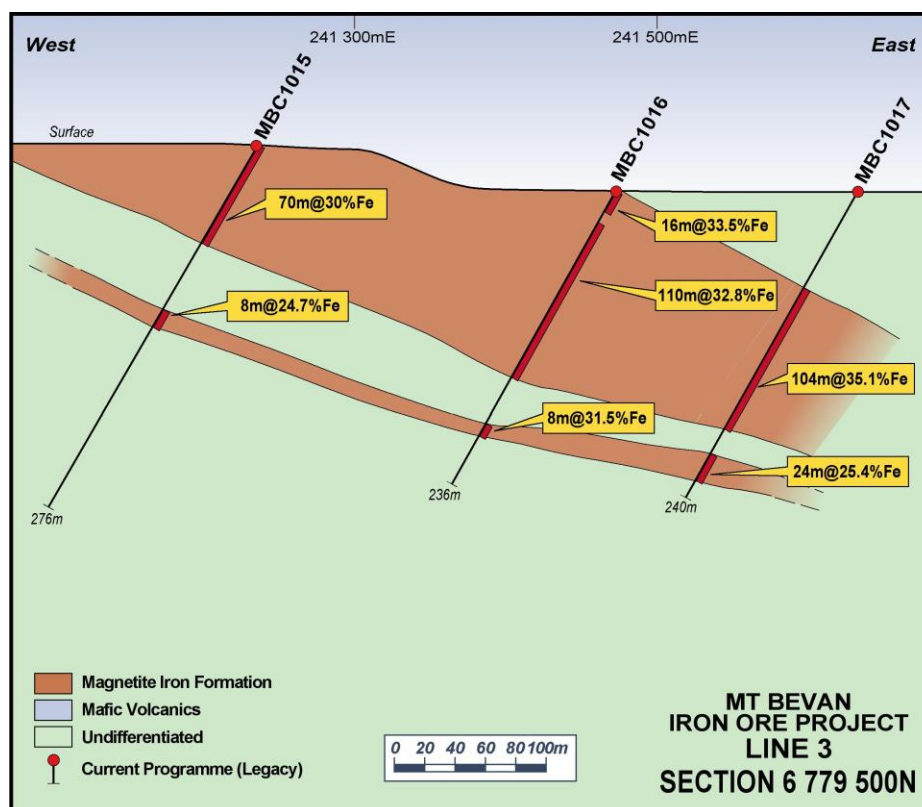 West
241 300mE
241 500mE
East
Surface
MBC1015
MBC1016
MBC1017
70m@30%Fe
16m@33.5%Fe
110m@32.8%Fe
8m@24.7%Fe
104m@35.1%Fe
8m@31.5%Fe
24m@25.4%Fe
276m
236m
240m
Magnetite Iron Formation
Mafic Volcanics
Undifferentiated
Current Programme (Legacy)
0 20 40 60 80 100m
MT BEVAN
IRON ORE PROJECT
LINE 3
SECTION 6 779 500N